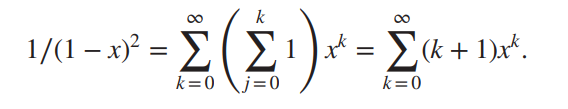 1/(1 − x)² = ∑_{k=0}^{∞} (∑_{j=0}^{k} 1) x^k = ∑_{k=0}^{∞} (k + 1)x^k.